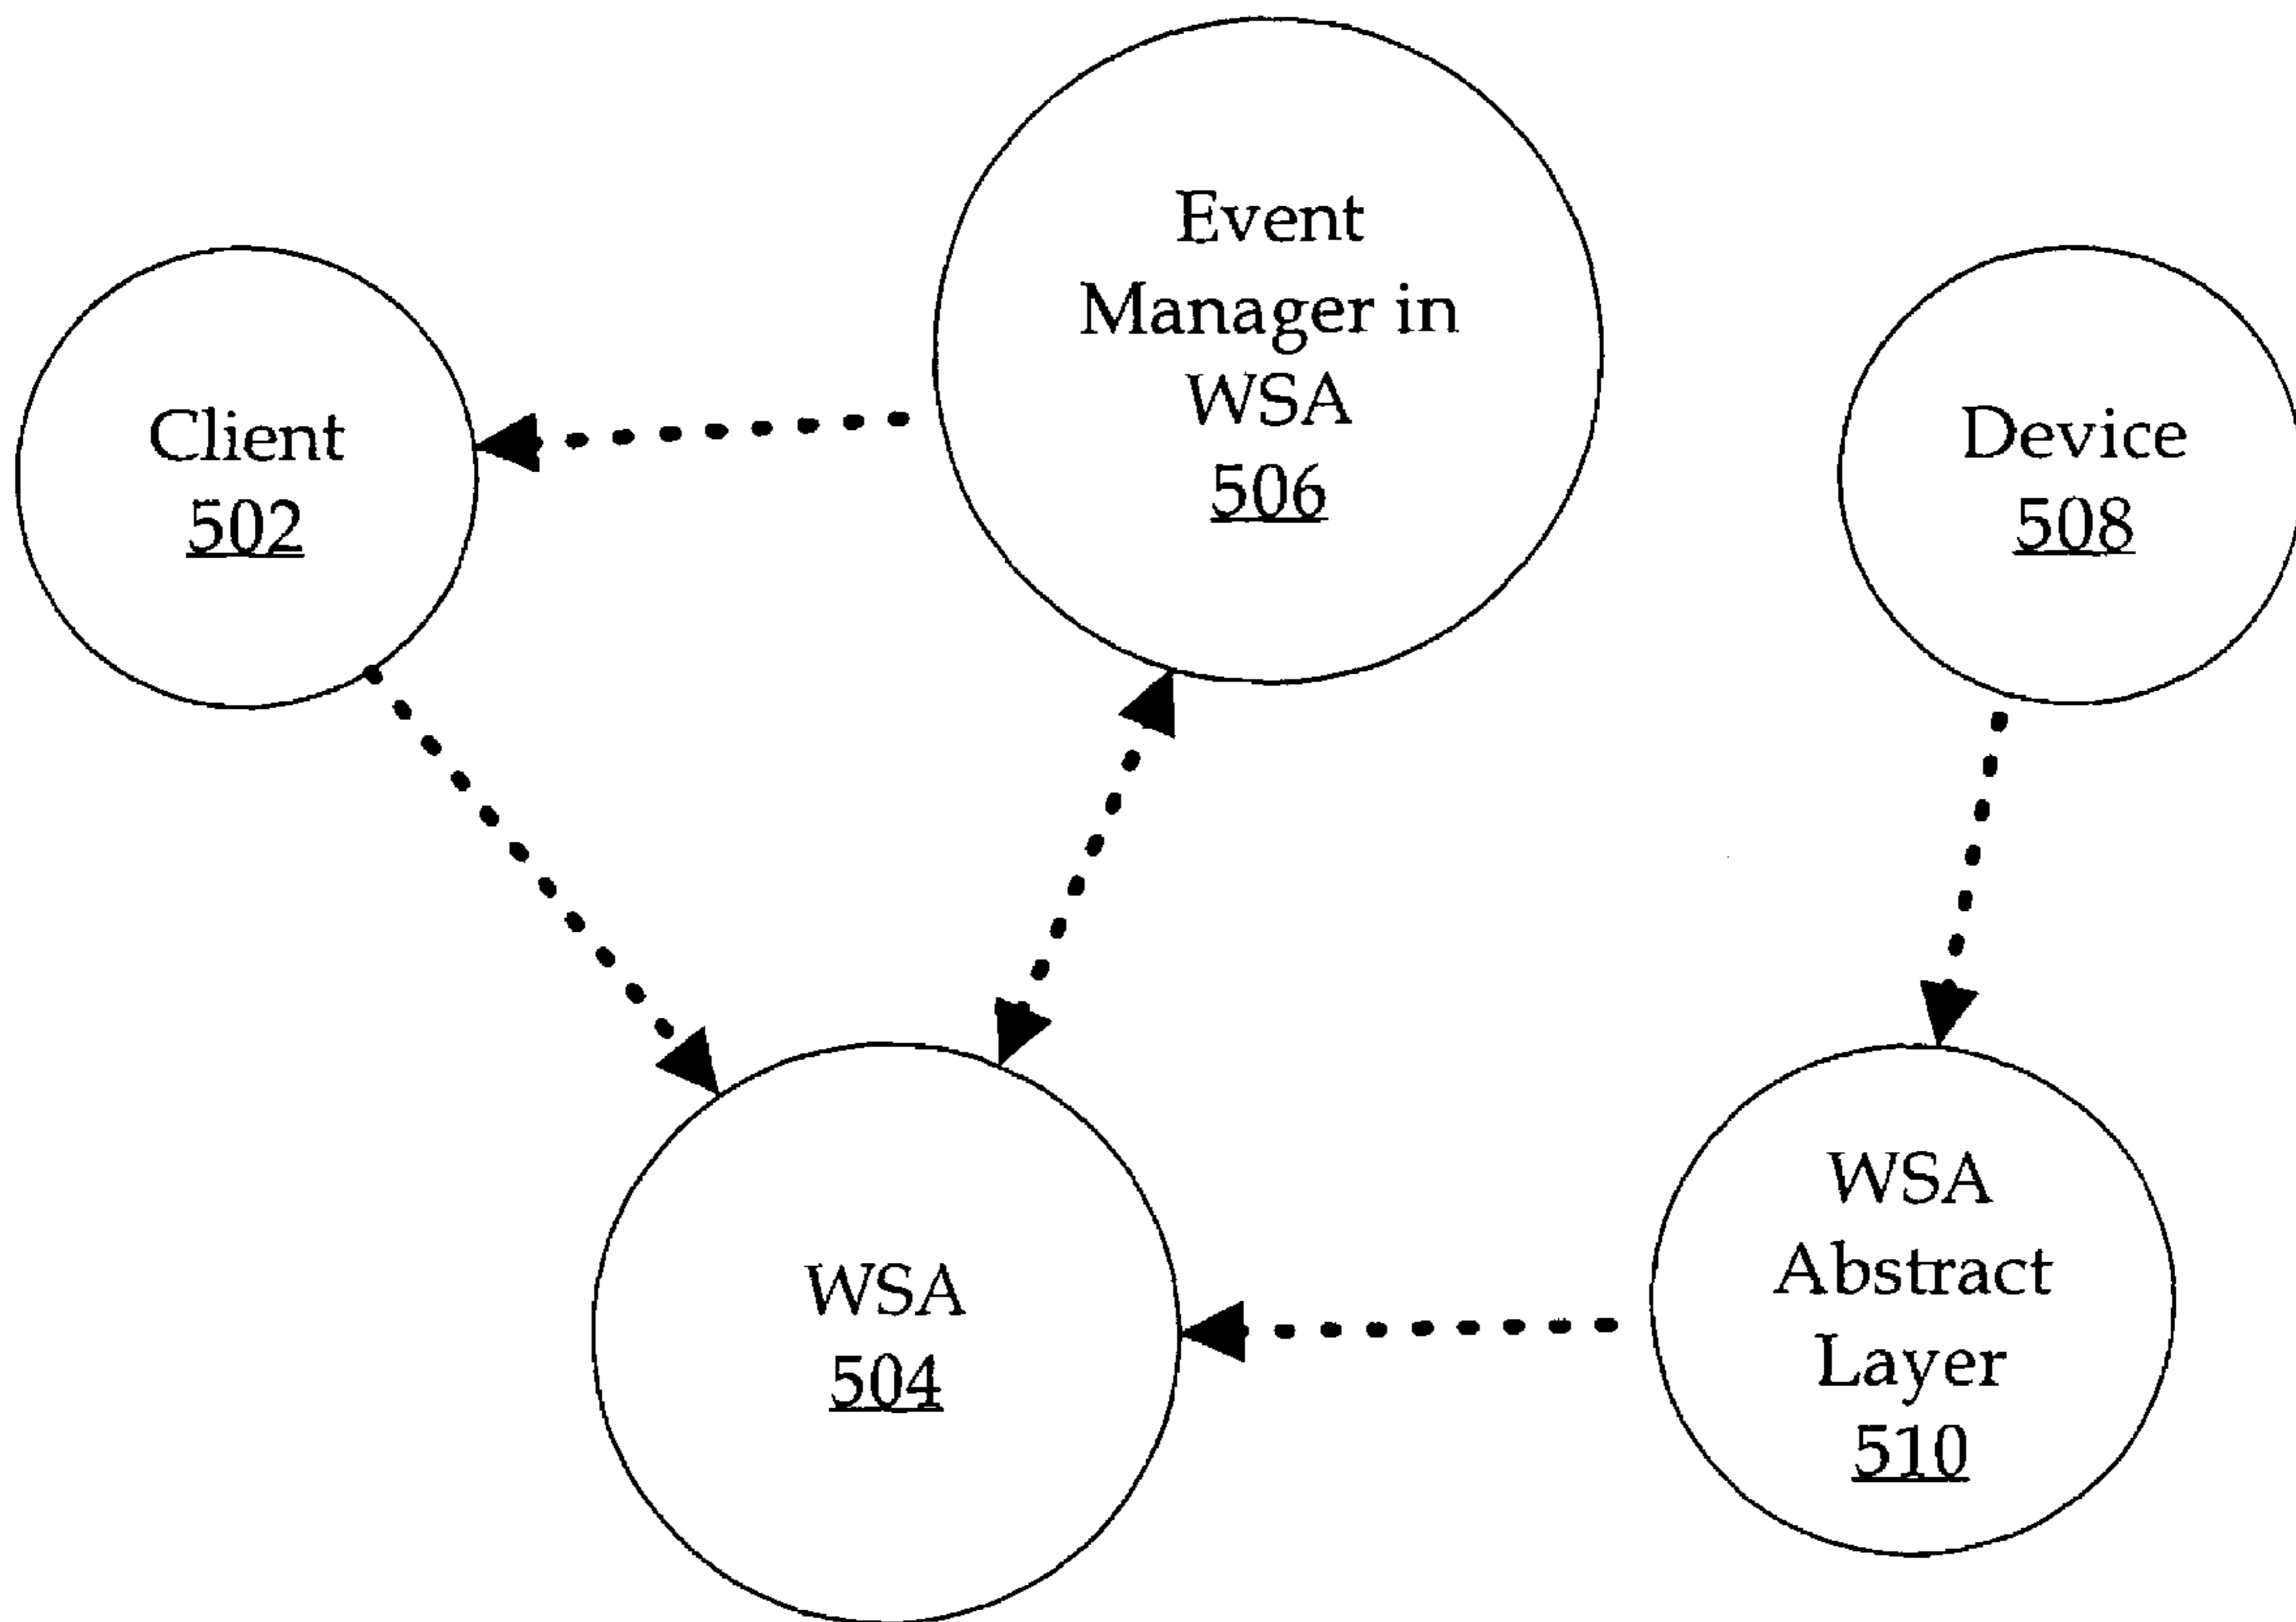 Client
502
Event
Manager in
WSA
506
Device
508
WSA
504
WSA
Abstract
Layer
510